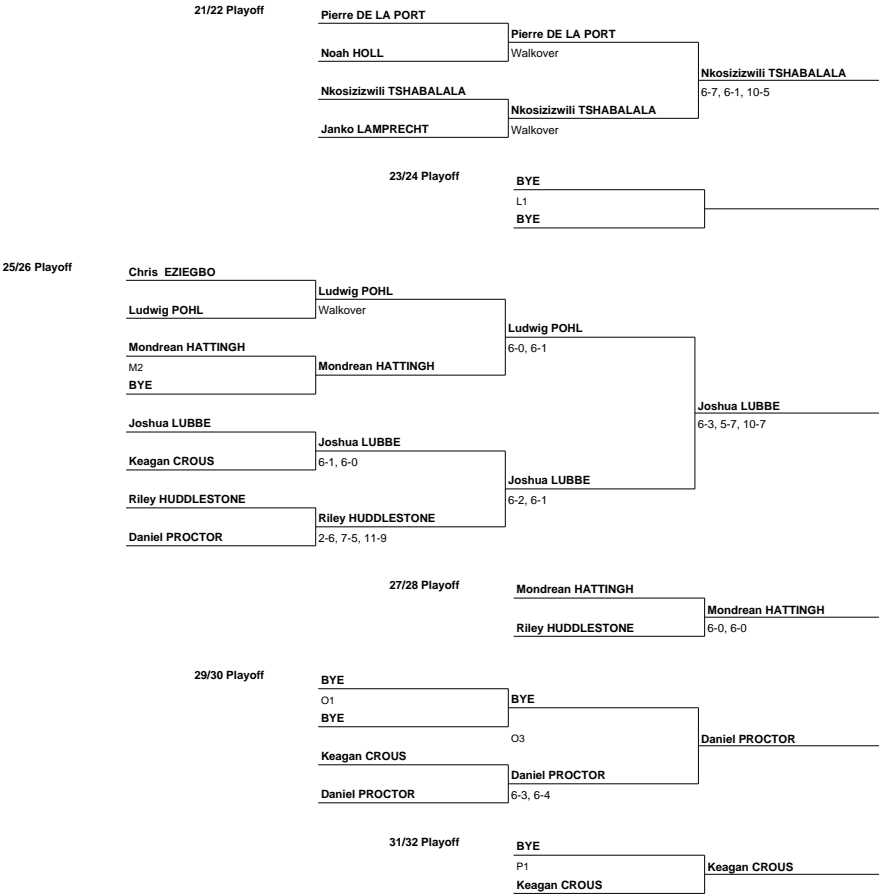 21/22 Playoff
Pierre DE LA PORT
Pierre DE LA PORT
Noah HOLL
Walkover
Nkosizizwili TSHABALALA
6-7, 6-1, 10-5
Nkosizizwili TSHABALALA
Nkosizizwili TSHABALALA
Janko LAMPRECHT
Walkover
23/24 Playoff
BYE
L1
BYE
25/26 Playoff
Chris EZIEGBO
Ludwig POHL
Ludwig POHL
Walkover
Ludwig POHL
6-0, 6-1
Mondrean HATTINGH
M2
Mondrean HATTINGH
BYE
Joshua LUBBE
6-3, 5-7, 10-7
Joshua LUBBE
Joshua LUBBE
Keagan CROUS
6-1, 6-0
Joshua LUBBE
6-2, 6-1
Riley HUDDLESTONE
Riley HUDDLESTONE
Daniel PROCTOR
2-6, 7-5, 11-9
27/28 Playoff
Mondrean HATTINGH
Mondrean HATTINGH
Riley HUDDLESTONE
6-0, 6-0
29/30 Playoff
BYE
O1
BYE
BYE
O3
Daniel PROCTOR
Keagan CROUS
Daniel PROCTOR
Daniel PROCTOR
6-3, 6-4
31/32 Playoff
BYE
P1
Keagan CROUS
Keagan CROUS